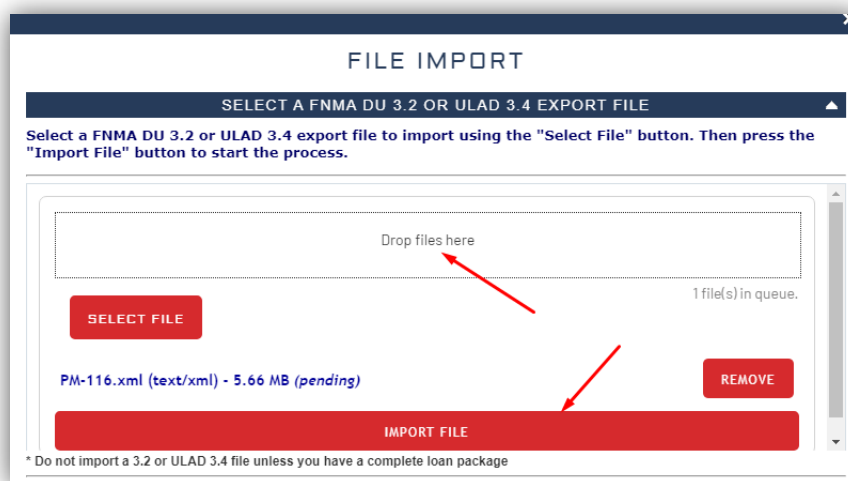 FILE IMPORT
SELECT A FNMA DU 3.2 OR ULAD 3.4 EXPORT FILE
Select a FNMA DU 3.2 or ULAD 3.4 export file to import using the "Select File" button. Then press the
"Import File" button to start the process.
Drop files here
1 file(s) in queue.
SELECT FILE
PM-116.xml (text/xml) - 5.66 MB (pending)
REMOVE
IMPORT FILE
* Do not import a 3.2 or ULAD 3.4 file unless you have a complete loan package